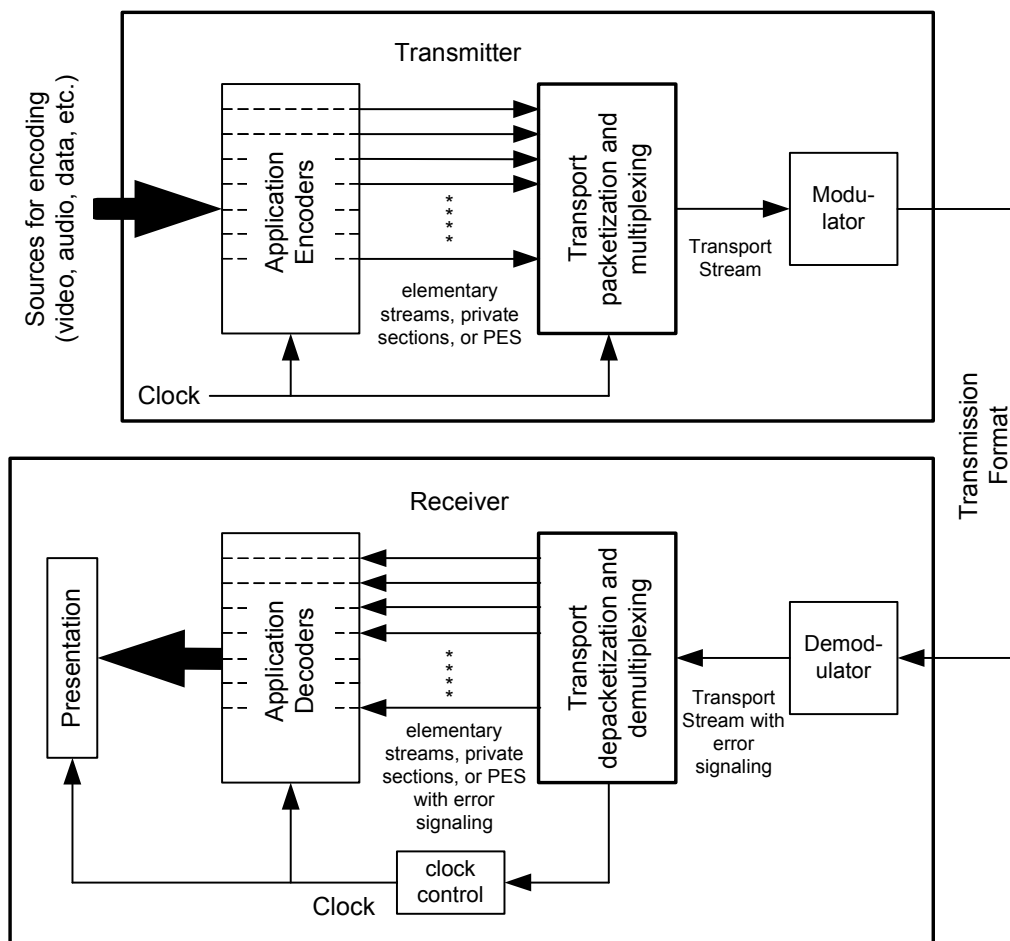 Transmitter
Sources for encoding
(video, audio, data, etc.)
Application
Encoders
****
elementary
streams, private
sections, or PES
Transport
packetization and
multiplexing
Transport
Stream
Modu-
lator
Clock
Transmission
Format
Receiver
Presentation
Application
Decoders
****
elementary
streams, private
sections, or PES
with error
signaling
Transport
depacketization and
demultiplexing
Transport
Stream with
error
signaling
Demod-
ulator
clock
control
Clock